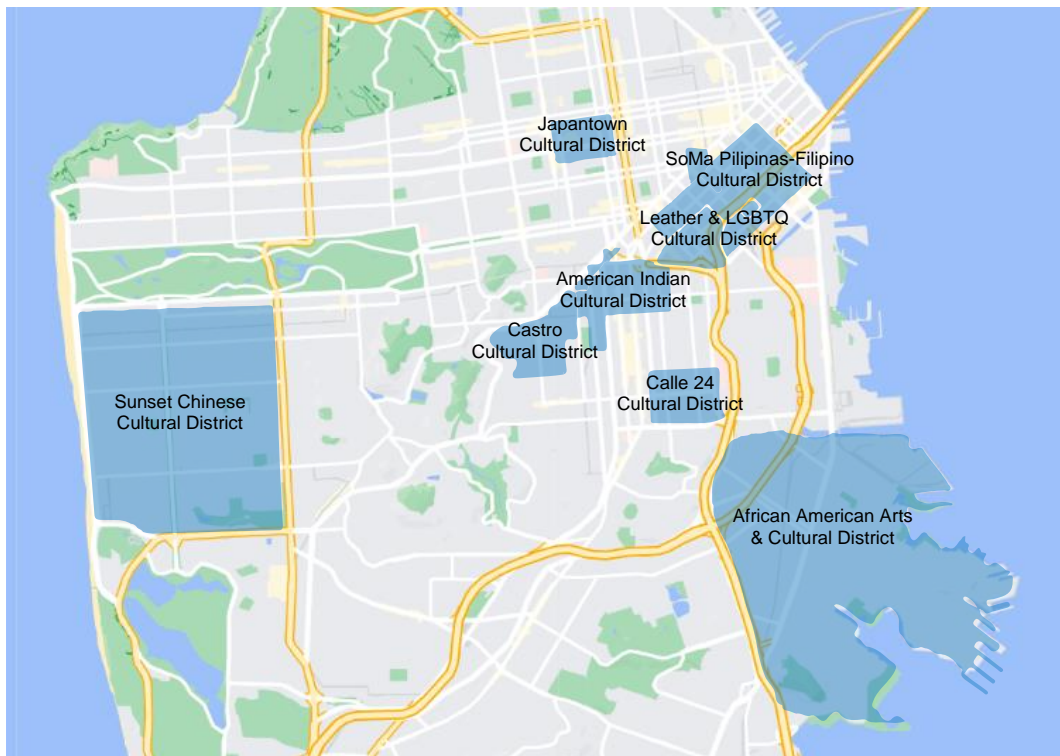 Japantown
Cultural District
SoMa Pilipinas-Filipino
Cultural District
Leather & LGBTQ
Cultural District
American Indian
Cultural District
Castro
Cultural District
Calle 24
Cultural District
Sunset Chinese
Cultural District
African American Arts
& Cultural District